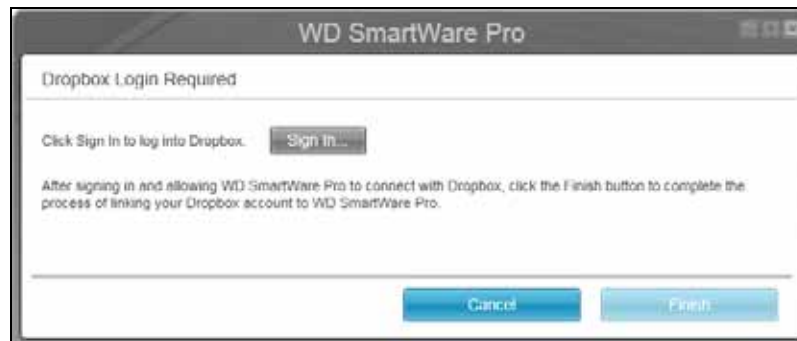 WD SmartWare Pro
Dropbox Login Required
Click Sign In to log into Dropbox. Sign In...
After signing in and allowing WD SmartWare Pro to connect with Dropbox, click the Finish button to complete the
process of linking your Dropbox account to WD SmartWare Pro.
Cancel Finish